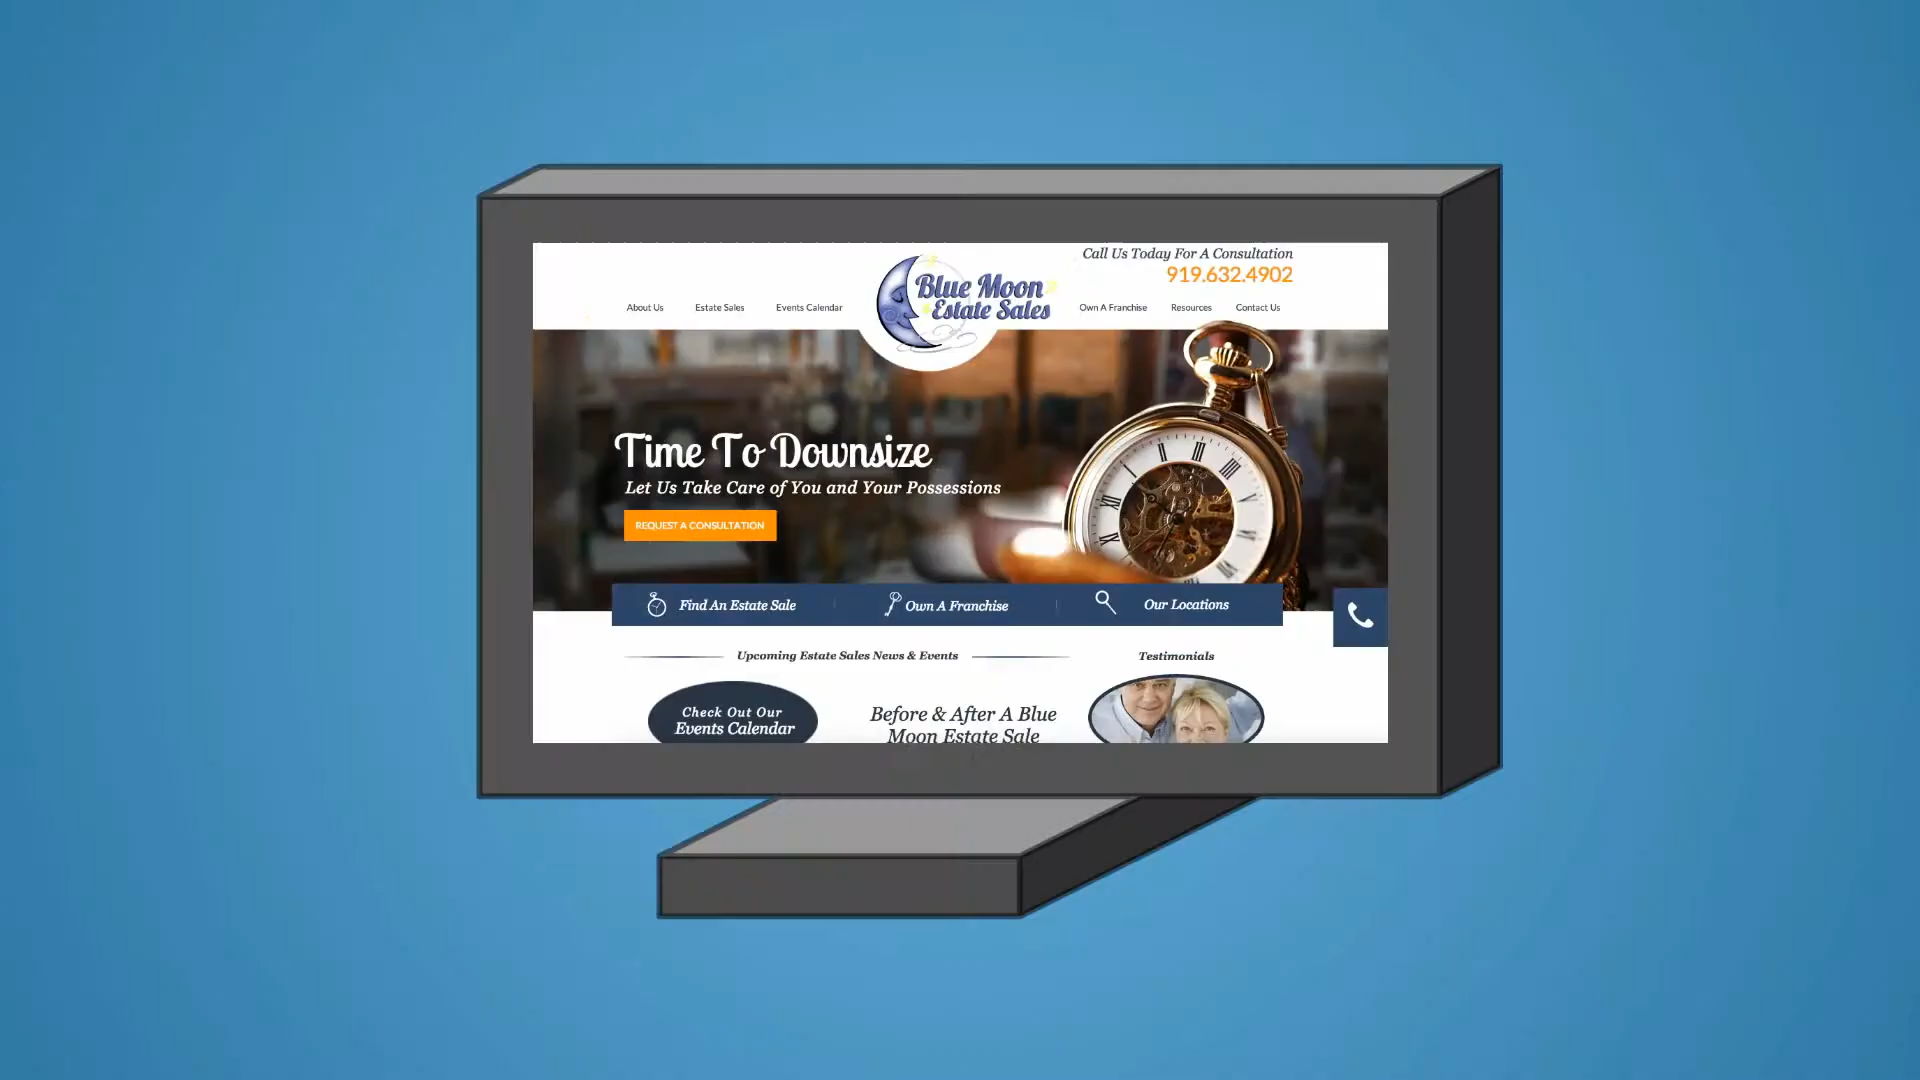 Call Us Today For A Consultation
919.632.4902
About Us
Estate Sales
Events Calendar
Blue Moon
Estate Sales
Own A Franchise
Resources
Contact Us
Time To Downsize
Let Us Take Care of You and Your Possessions
REQUEST A CONSULTATION
Find An Estate Sale
Own A Franchise
Our Locations
Upcoming Estate Sales News & Events
Testimonials
Check Out Our
Events Calendar
Before & After A Blue
Moon Estate Sale